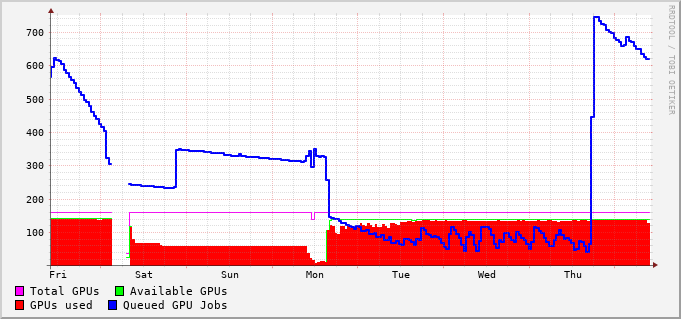 700
600
500
400
300
200
100
Fri Sat Sun Mon Tue Wed Thu
Total GPUs Available GPUs
GPUs used Queued GPU Jobs
RRDTOOL / TOBI OETIKER